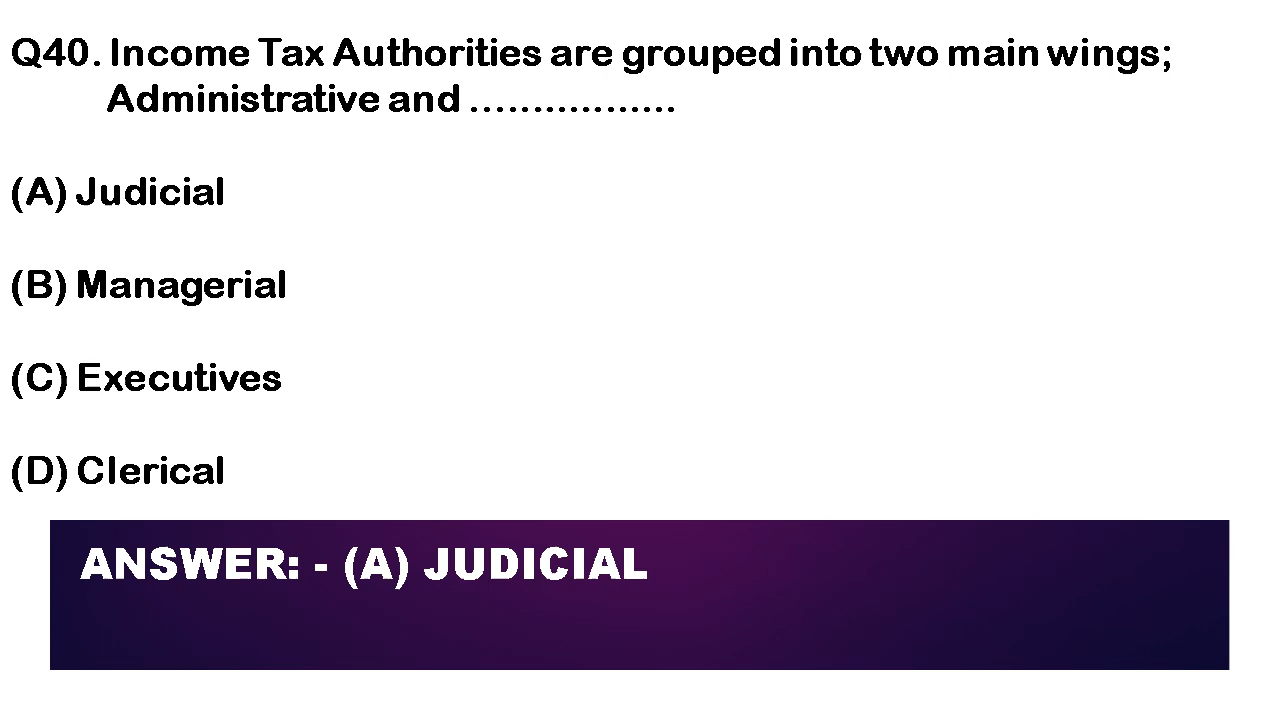 Q40. Income Tax Authorities are grouped into two main wings;
Administrative and .................
(A) Judicial
(B) Managerial
(C) Executives
(D) Clerical
ANSWER: - (A) JUDICIAL